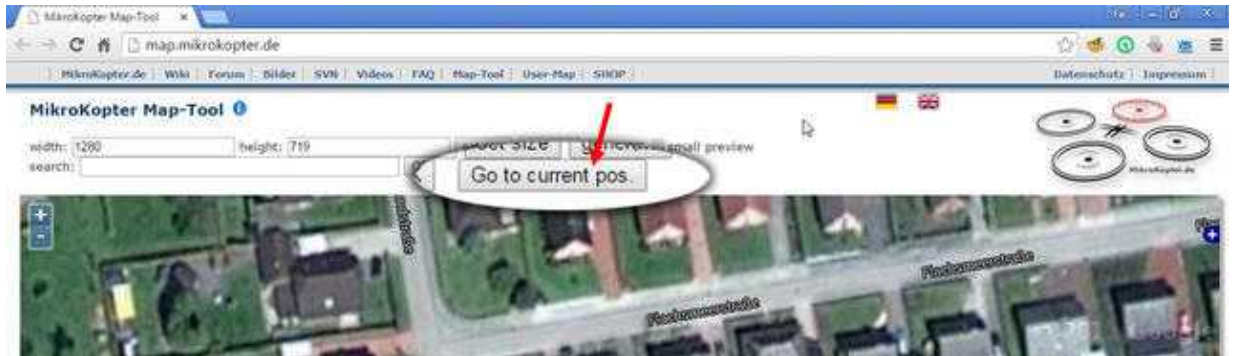 MikroKopter Map-Tool
map.mikrokopter.de
MikroKopter.de | Wiki | Forum | Bilder | SVN | Videos | FAQ | Map-Tool | User-Map | SHOP |
Datenschutz | Impressum |
MikroKopter Map-Tool
width: 1280 height: 719 small preview
search:
Go to current pos.
MikroKopter.de
Google